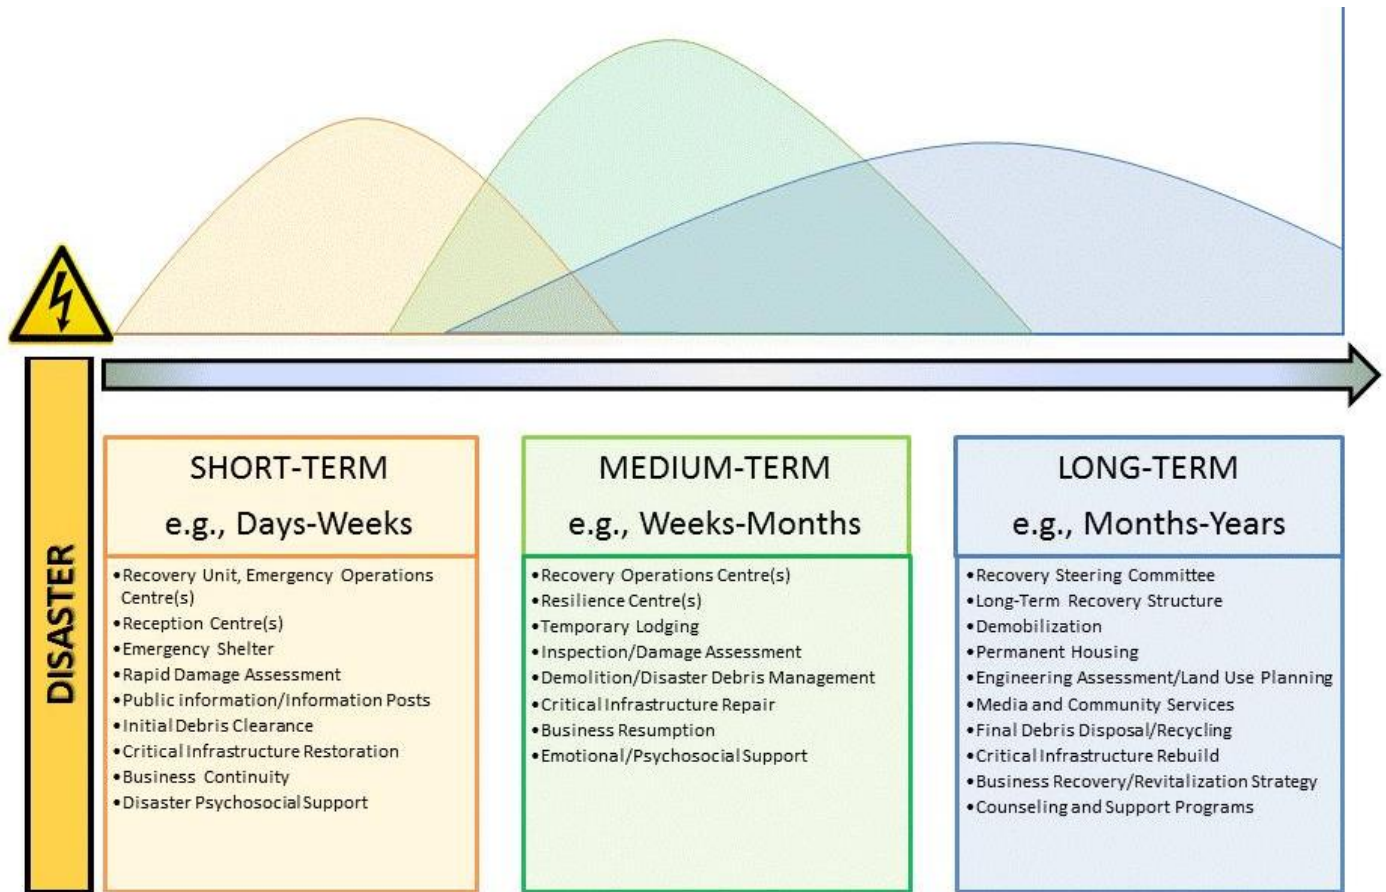 DISASTER
SHORT-TERM
e.g., Days-Weeks
•Recovery Unit, Emergency Operations
Centre(s)
•Reception Centre(s)
•Emergency Shelter
•Rapid Damage Assessment
•Public information/Information Posts
•Initial Debris Clearance
•Critical Infrastructure Restoration
•Business Continuity
•Disaster Psychosocial Support
MEDIUM-TERM
e.g., Weeks-Months
•Recovery Operations Centre(s)
•Resilience Centre(s)
•Temporary Lodging
•Inspection/Damage Assessment
•Demolition/Disaster Debris Management
•Critical Infrastructure Repair
•Business Resumption
•Emotional/Psychosocial Support
LONG-TERM
e.g., Months-Years
•Recovery Steering Committee
•Long-Term Recovery Structure
•Demobilization
•Permanent Housing
•Engineering Assessment/Land Use Planning
•Media and Community Services
•Final Debris Disposal/Recycling
•Critical Infrastructure Rebuild
•Business Recovery/Revitalization Strategy
•Counseling and Support Programs